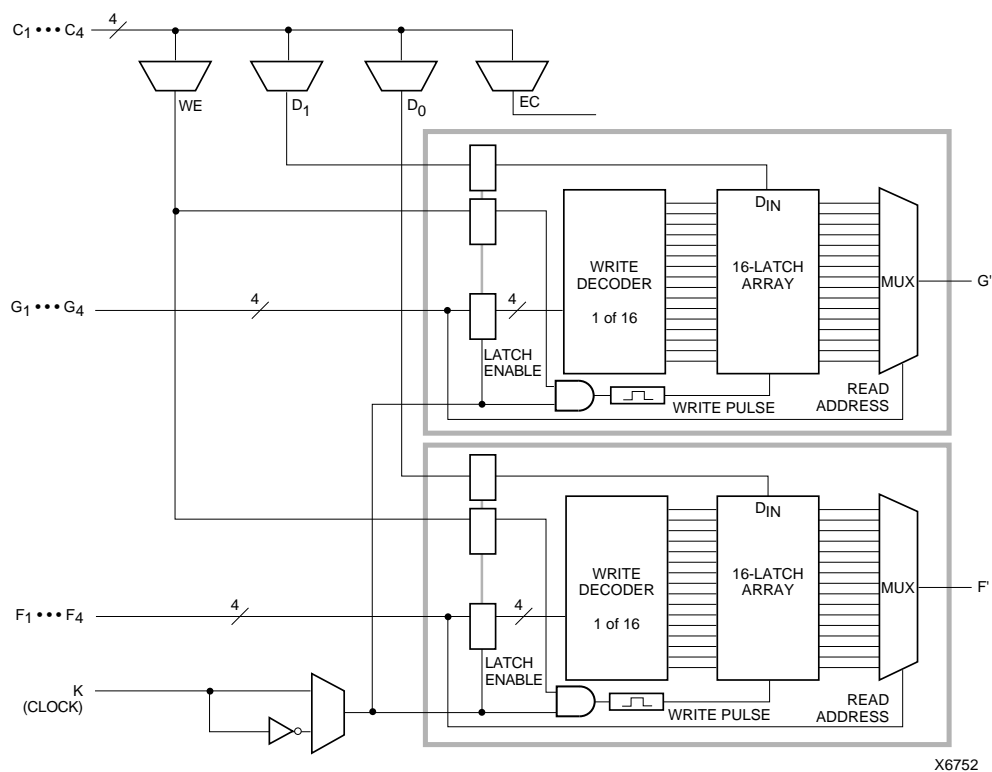 C1 ••• C4
4
WE
D1
D0
EC
DIN
WRITE
DECODER
1 of 16
16-LATCH
ARRAY
MUX
G'
G1 ••• G4
4
4
LATCH
ENABLE
WRITE PULSE
READ
ADDRESS
DIN
WRITE
DECODER
1 of 16
16-LATCH
ARRAY
MUX
F'
F1 ••• F4
4
4
LATCH
ENABLE
WRITE PULSE
READ
ADDRESS
K
(CLOCK)
X6752